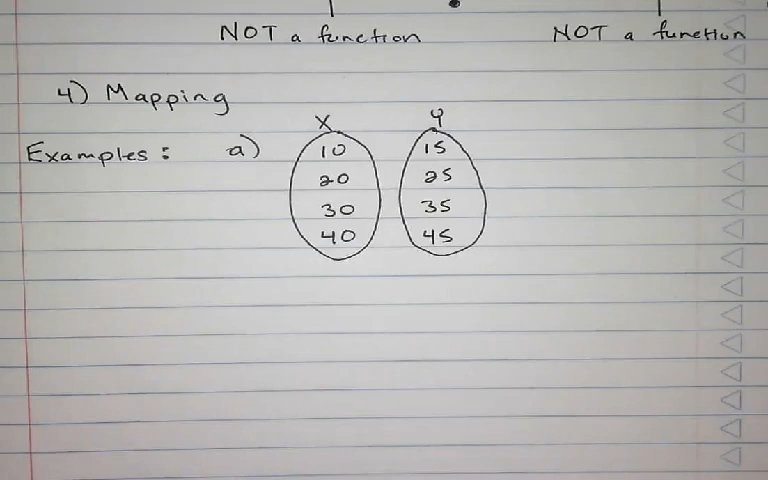 NOT a function NOT a function
4) Mapping
X Y
Examples: a) 10 15
20 25
30 35
40 45